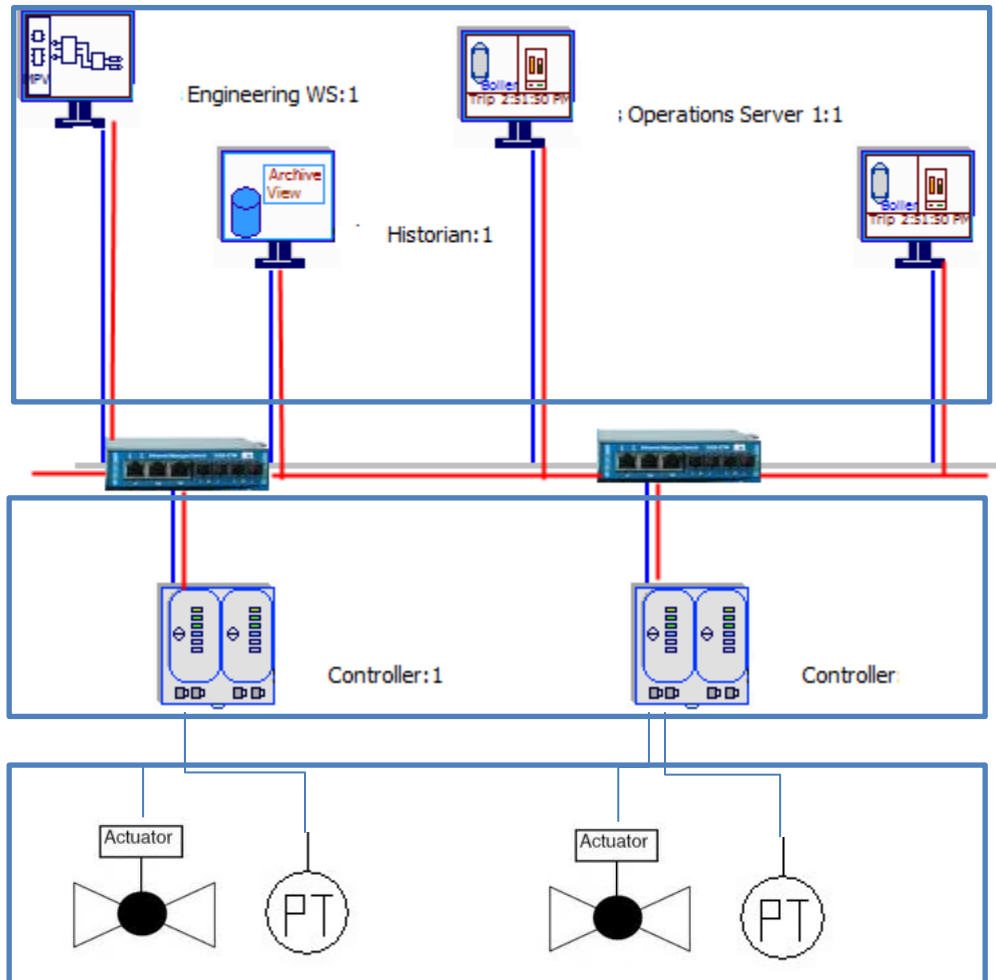 MPV
Engineering WS:1
Boiler
Trip 2:51:50 PM
Operations Server 1:1
Archive
View
Historian:1
Boiler
Trip 2:51:50 PM
Controller:1
Controller
Actuator
PT
Actuator
PT